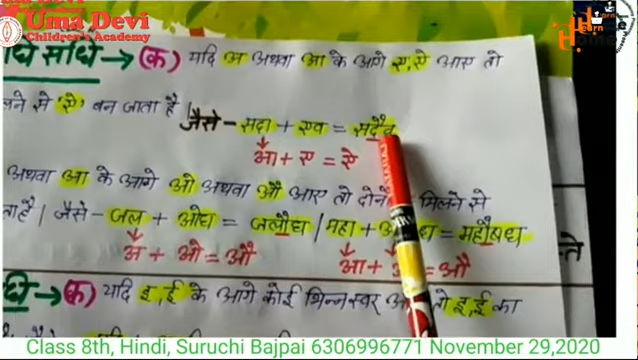 Uma Devi
Children's Academy
धि संधि → (क) यदि अ अथवा आ के आगे ए, ऐ आए तो
लने से 'ऐ' बन जाता है |
जैसे - सदा + एव = सदैव
आ + ए = ऐ
अथवा आ के आगे ओ अथवा औ आए तो दोनों मिलने से
ता है | जैसे - जल + ओघ = जलौघ | महा + = महौषध
अ + ओ = औ आ + = औ
→ (क) यदि इ, ई के आगे कोई भिन्न स्वर तो इ, ई का
Class 8th, Hindi, Suruchi Bajpai 6306996771 November 29,2020